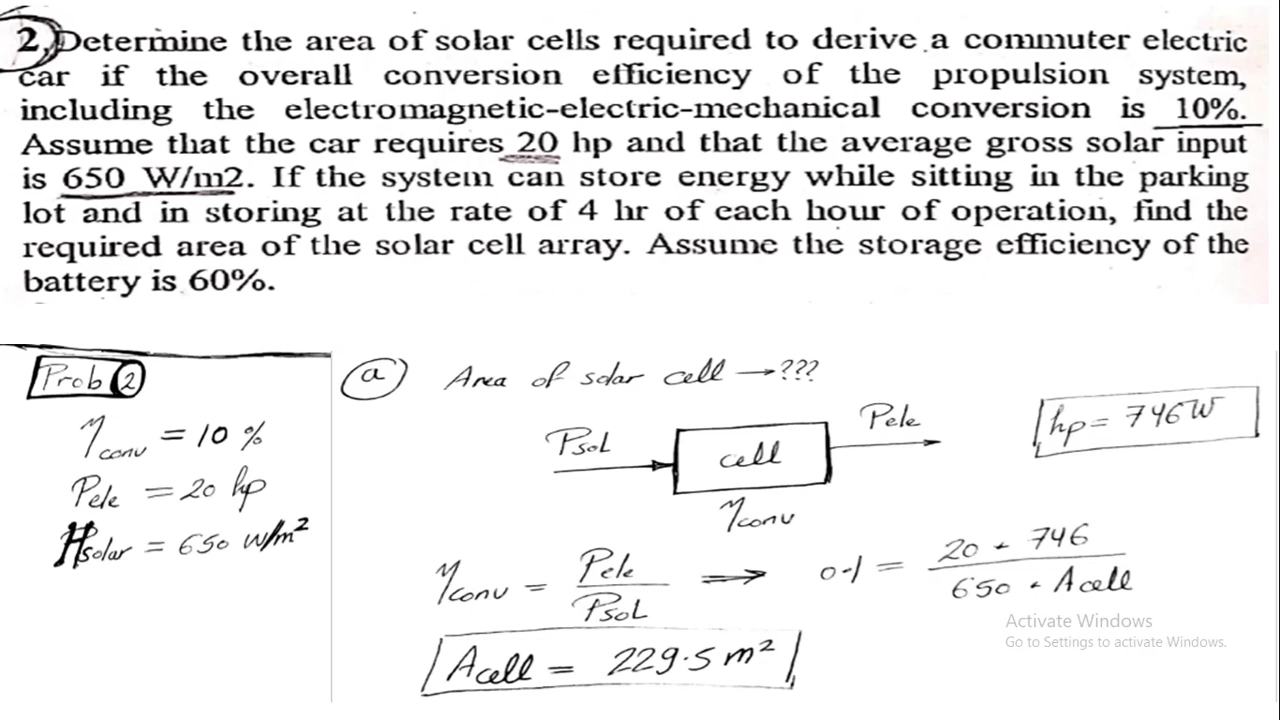 2. Determine the area of solar cells required to derive a commuter electric
car if the overall conversion efficiency of the propulsion system,
including the electromagnetic-electric-mechanical conversion is 10%.
Assume that the car requires 20 hp and that the average gross solar input
is 650 W/m2. If the system can store energy while sitting in the parking
lot and in storing at the rate of 4 hr of each hour of operation, find the
required area of the solar cell array. Assume the storage efficiency of the
battery is 60%.
Prob 2
ηconv = 10 %
Pele = 20 hp
Hsolar = 650 w/m²
a Area of solar cell → ???
Psol cell Pele
ηconv
hp = 746 W
ηconv = Pele / Psol ⇒ 0.1 = 20 * 746 / 650 * Acell
Acell = 229.5 m²
Activate Windows
Go to Settings to activate Windows.